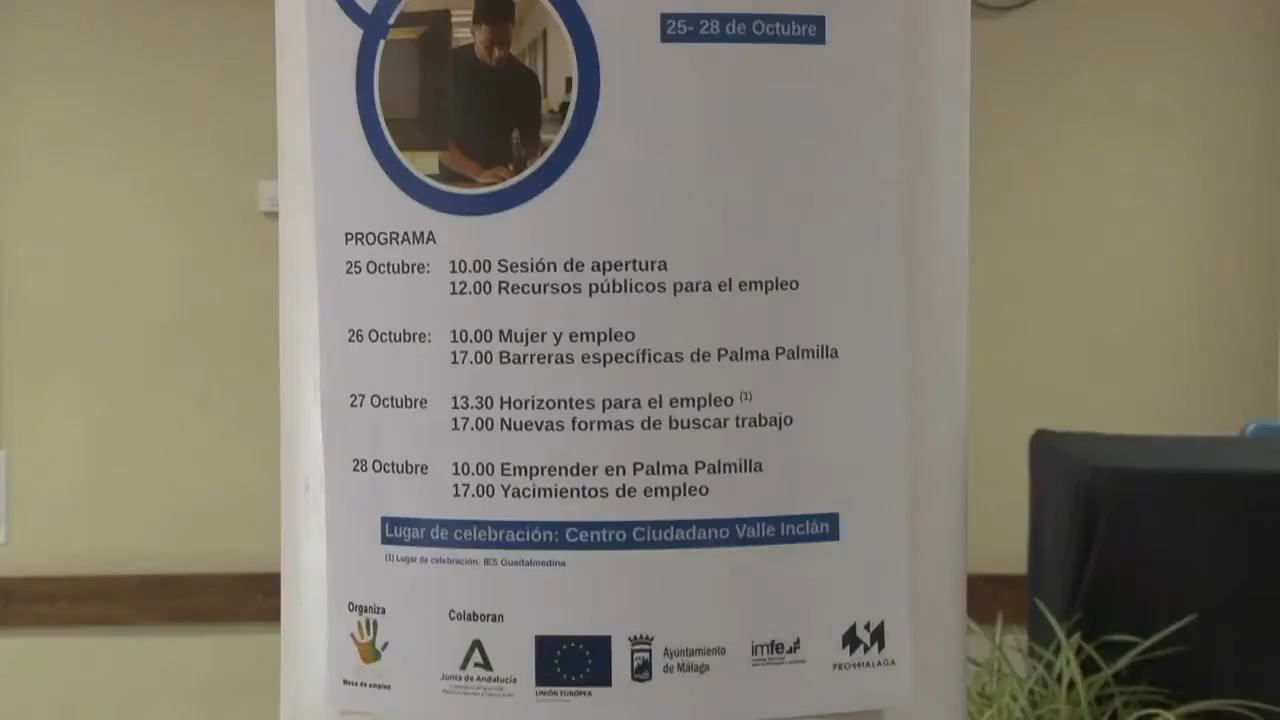 25- 28 de Octubre
PROGRAMA
25 Octubre: 10.00 Sesión de apertura
12.00 Recursos públicos para el empleo
26 Octubre: 10.00 Mujer y empleo
17.00 Barreras específicas de Palma Palmilla
27 Octubre 13.30 Horizontes para el empleo (1)
17.00 Nuevas formas de buscar trabajo
28 Octubre 10.00 Emprender en Palma Palmilla
17.00 Yacimientos de empleo
Lugar de celebración: Centro Ciudadano Valle Inclán
(1) Lugar de celebración: IES Guadalmedina
Organiza
Mesa de empleo
Colaboran
Junta de Andalucía
UNIÓN EUROPEA
Ayuntamiento
de Málaga
imfe
PROMALAGA